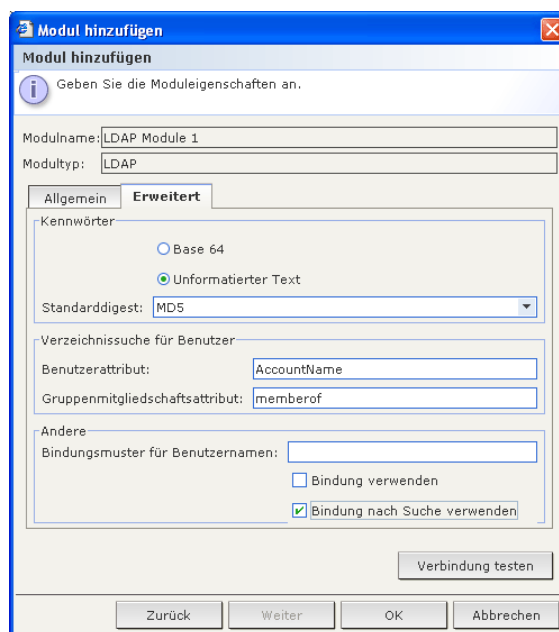 Modul hinzufügen
Modul hinzufügen
Geben Sie die Moduleigenschaften an.
Modulname: LDAP Module 1
Modultyp: LDAP
Allgemein Erweitert
Kennwörter
Base 64
Unformatierter Text
Standarddigest: MD5
Verzeichnissuche für Benutzer
Benutzerattribut: AccountName
Gruppenmitgliedschaftsattribut: memberof
Andere
Bindungsmuster für Benutzernamen:
Bindung verwenden
Bindung nach Suche verwenden
Verbindung testen
Zurück Weiter OK Abbrechen